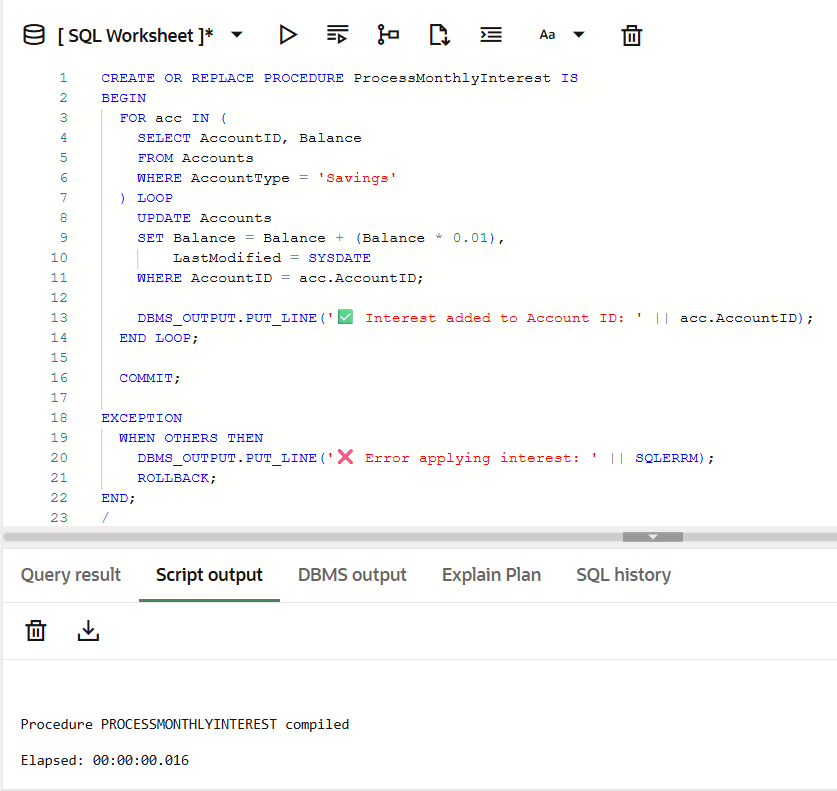 [ SQL Worksheet ]* Aa
1 CREATE OR REPLACE PROCEDURE ProcessMonthlyInterest IS
2 BEGIN
3   FOR acc IN (
4     SELECT AccountID, Balance
5     FROM Accounts
6     WHERE AccountType = 'Savings'
7   ) LOOP
8     UPDATE Accounts
9     SET Balance = Balance + (Balance * 0.01),
10         LastModified = SYSDATE
11     WHERE AccountID = acc.AccountID;
12
13     DBMS_OUTPUT.PUT_LINE('✅ Interest added to Account ID: ' || acc.AccountID);
14   END LOOP;
15
16   COMMIT;
17
18 EXCEPTION
19   WHEN OTHERS THEN
20     DBMS_OUTPUT.PUT_LINE('❌ Error applying interest: ' || SQLERRM);
21     ROLLBACK;
22 END;
23 /
Query result Script output DBMS output Explain Plan SQL history
Procedure PROCESSMONTHLYINTEREST compiled
Elapsed: 00:00:00.016